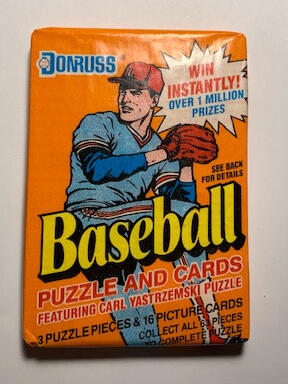 DONRUSS
WIN
INSTANTLY!
OVER 1 MILLION
PRIZES
SEE BACK
FOR DETAILS
Baseball
PUZZLE AND CARDS
FEATURING CARL YASTRZEMSKI PUZZLE
3 PUZZLE PIECES & 16 PICTURE CARDS
COLLECT ALL 63 PIECES
TO COMPLETE PUZZLE